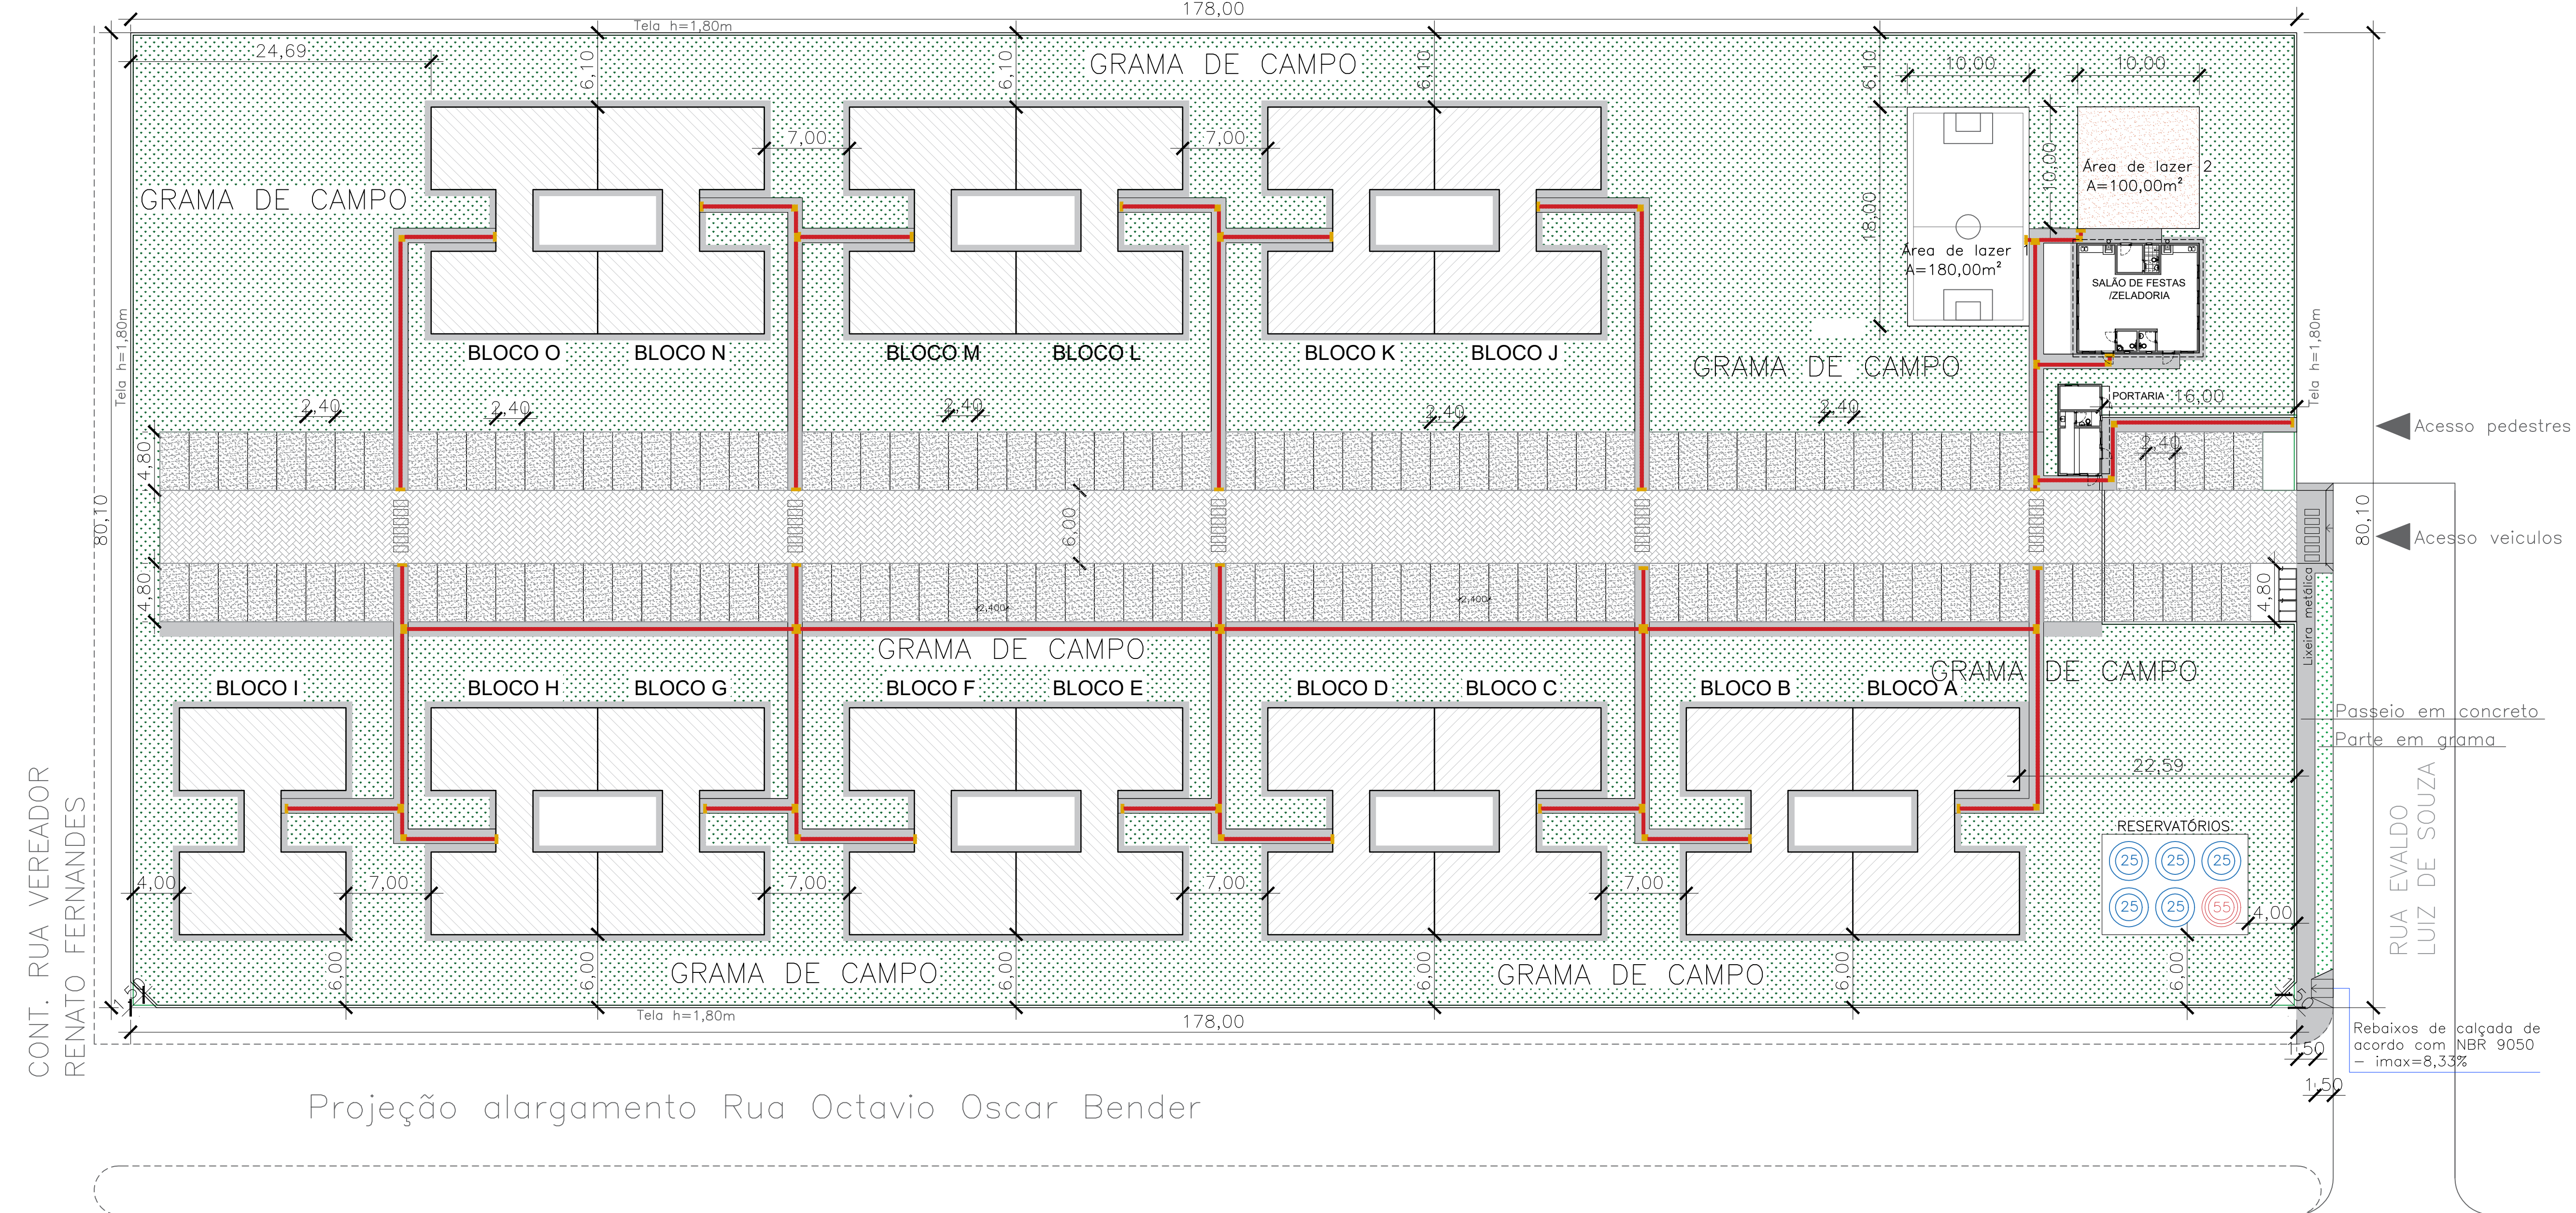 178,00
Tela h=1,80m
24,69
6,10
6,10
6,10
6,10
GRAMA DE CAMPO
10,00
10,00
7,00
7,00
10,00
Área de lazer 2
A=100,00m²
GRAMA DE CAMPO
18,00
Área de lazer 1
A=180,00m²
SALÃO DE FESTAS
/ZELADORIA
Tela h=1,80m
Tela h=1,80m
BLOCO O
BLOCO N
BLOCO M
BLOCO L
BLOCO K
BLOCO J
GRAMA DE CAMPO
PORTARIA
16,00
2,40
2,40
2,40
2,40
2,40
2,40
Acesso pedestres
4,80
80,10
6,00
80,10
Acesso veiculos
4,80
2,400
2,400
4,80
Lixeira metálica
GRAMA DE CAMPO
GRAMA DE CAMPO
BLOCO I
BLOCO H
BLOCO G
BLOCO F
BLOCO E
BLOCO D
BLOCO C
BLOCO B
BLOCO A
Passeio em concreto
Parte em grama
22,59
RESERVATÓRIOS
25
25
25
25
25
55
4,00
7,00
7,00
7,00
7,00
4,00
CONT. RUA VEREADOR
RENATO FERNANDES
RUA EVALDO
LUIZ DE SOUZA
6,00
6,00
6,00
6,00
6,00
6,00
GRAMA DE CAMPO
GRAMA DE CAMPO
1,50
Tela h=1,80m
178,00
Rebaixos de calçada de
acordo com NBR 9050
– imax=8,33%
1,50
1,50
Projeção alargamento Rua Octavio Oscar Bender